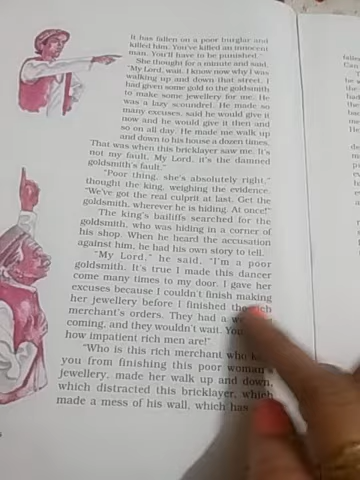 It has fallen on a poor burglar and
killed him. You've killed an innocent
man. You'll have to be punished."
She thought for a minute and said,
"My Lord, wait. I know now why I was
walking up and down that street. I
had given some gold to the goldsmith
to make some jewellery for me. He
was a lazy scoundrel. He made so
many excuses, said he would give it
now and he would give it then and
so on all day. He made me walk up
and down to his house a dozen times.
That was when this bricklayer saw me. It's
not my fault, My Lord, it's the damned
goldsmith's fault."
"Poor thing, she's absolutely right,"
thought the king, weighing the evidence.
"We've got the real culprit at last. Get the
goldsmith, wherever he is hiding. At once!"
The king's bailiffs searched for the
goldsmith, who was hiding in a corner of
his shop. When he heard the accusation
against him, he had his own story to tell.
"My Lord," he said, "I'm a poor
goldsmith. It's true I made this dancer
come many times to my door. I gave her
excuses because I couldn't finish making
her jewellery before I finished the rich
merchant's orders. They had a
coming, and they wouldn't wait. You
how impatient rich men are!"
"Who is this rich merchant who
you from finishing this poor woman's
jewellery, made her walk up and down,
which distracted this bricklayer, which
made a mess of his wall, which has